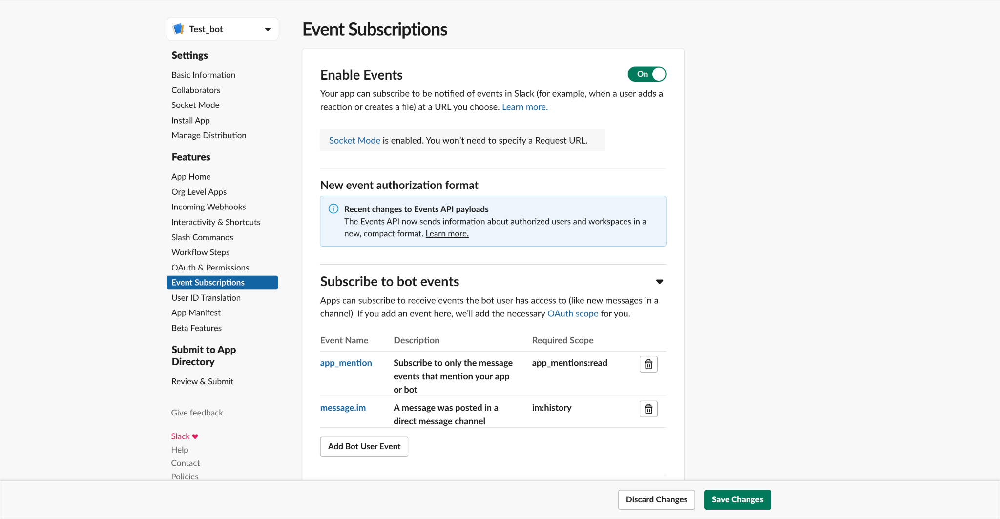 Test_bot
Settings
Basic Information
Collaborators
Socket Mode
Install App
Manage Distribution
Features
App Home
Org Level Apps
Incoming Webhooks
Interactivity & Shortcuts
Slash Commands
Workflow Steps
OAuth & Permissions
Event Subscriptions
User ID Translation
App Manifest
Beta Features
Submit to App
Directory
Review & Submit
Give feedback
Slack ♥
Help
Contact
Policies
Event Subscriptions
Enable Events
On
Your app can subscribe to be notified of events in Slack (for example, when a user adds a
reaction or creates a file) at a URL you choose. Learn more.
Socket Mode is enabled. You won’t need to specify a Request URL.
New event authorization format
Recent changes to Events API payloads
The Events API now sends information about authorized users and workspaces in a
new, compact format. Learn more.
Subscribe to bot events
Apps can subscribe to receive events the bot user has access to (like new messages in a
channel). If you add an event here, we’ll add the necessary OAuth scope for you.
Event Name Description Required Scope
app_mention Subscribe to only the message app_mentions:read
events that mention your app
or bot
message.im A message was posted in a im:history
direct message channel
Add Bot User Event
Discard Changes Save Changes